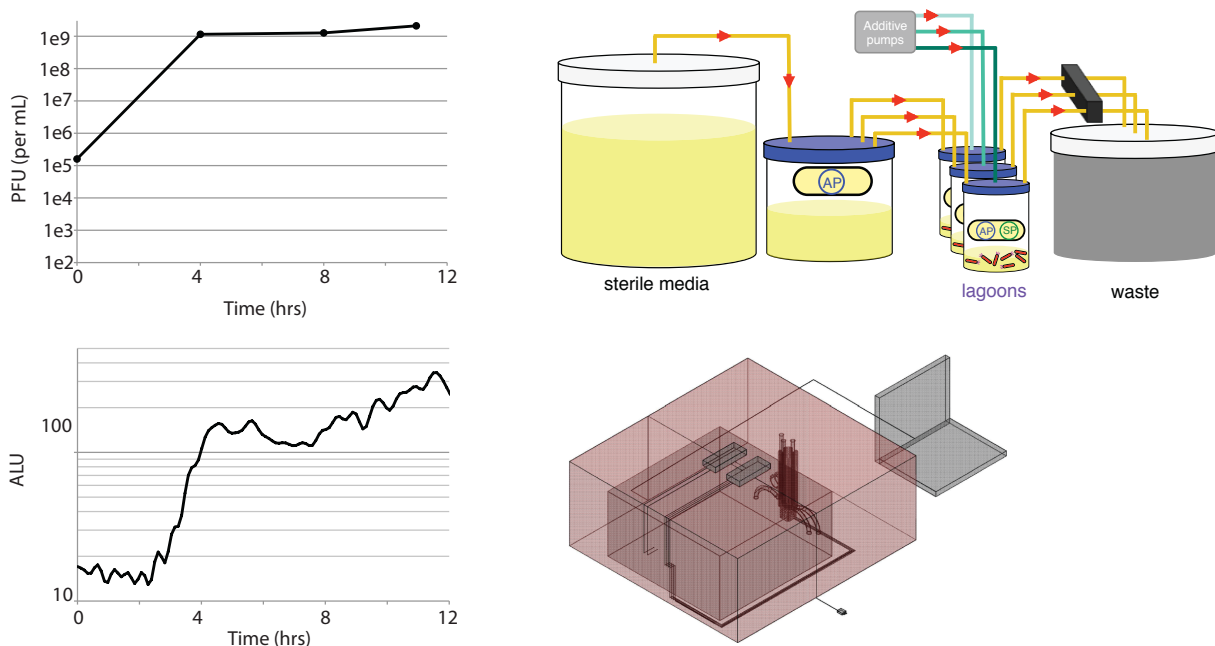 1e9
1e8
1e7
1e6
1e5
1e4
1e3
1e2
PFU (per mL)
0
4
8
12
Time (hrs)
Additive
pumps
AP
AP
SP
sterile media
lagoons
waste
100
10
ALU
0
4
8
12
Time (hrs)